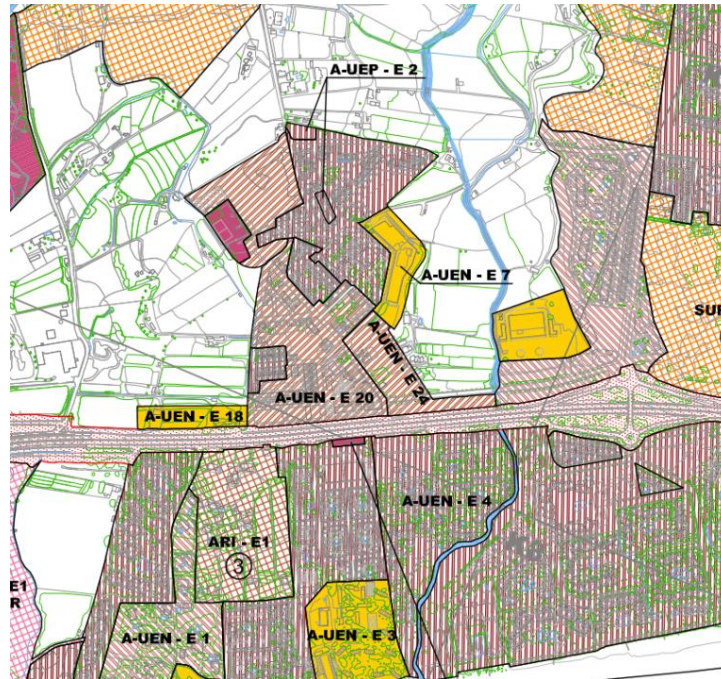 A-UEP - E 2
A-UEN - E 7
SUP
A-UEN - E 24
A-UEN - E 20
A-UEN - E 18
A-UEN - E 4
ARI - E1
3
E1
R
A-UEN - E 1
A-UEN - E 3